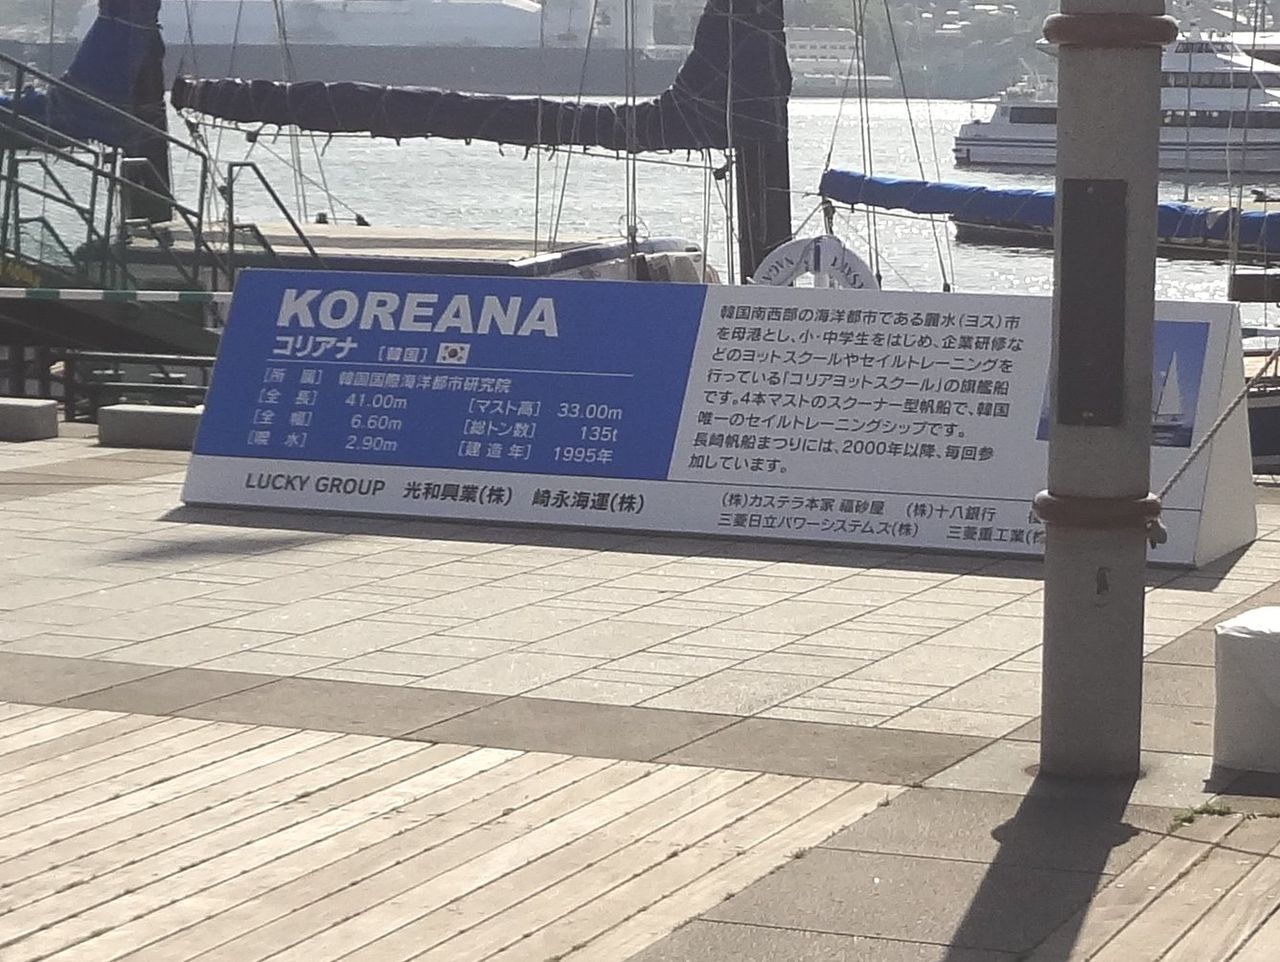 KOREANA
コリアナ [韓国]
[所 属] 韓国国際海洋都市研究院
[全 長] 41.00m [マスト高] 33.00m
[全 幅] 6.60m [総トン数] 135t
[喫 水] 2.90m [建 造 年] 1995年
韓国南西部の海洋都市である麗水(ヨス)市
を母港とし、小・中学生をはじめ、企業研修な
どのヨットスクールやセイルトレーニングを
行っている「コリアヨットスクール」の旗艦船
です。4本マストのスクーナー型帆船で、韓国
唯一のセイルトレーニングシップです。
長崎帆船まつりには、2000年以降、毎回参
加しています。
LUCKY GROUP 光和興業(株) 崎永海運(株)
(株)カステラ本家 福砂屋 (株)十八銀行
三菱日立パワーシステムズ(株) 三菱重工業(株